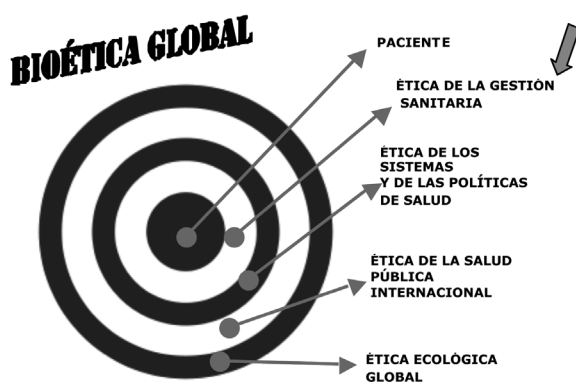 BIOÉTICA GLOBAL
PACIENTE
ÉTICA DE LA GESTIÓN
SANITARIA
ÉTICA DE LOS
SISTEMAS
Y DE LAS POLÍTICAS
DE SALUD
ÉTICA DE LA SALUD
PÚBLICA
INTERNACIONAL
ÉTICA ECOLÓGICA
GLOBAL